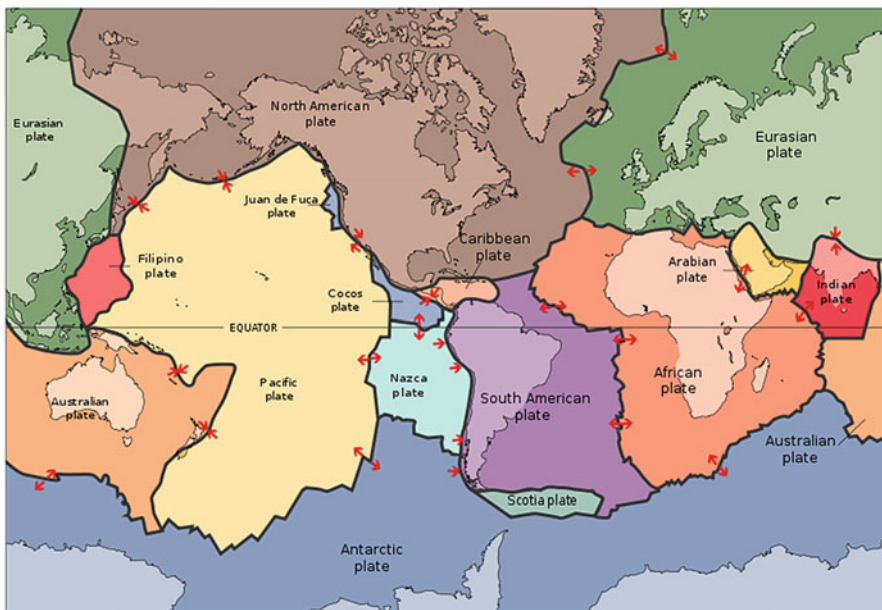 North American
plate
Eurasian
plate
Eurasian
plate
Juan de Fuca
plate
Filipino
plate
Caribbean
plate
Arabian
plate
Indian
plate
Cocos
plate
EQUATOR
Pacific
plate
Nazca
plate
African
plate
South American
plate
Australian
plate
Australian
plate
Scotia plate
Antarctic
plate